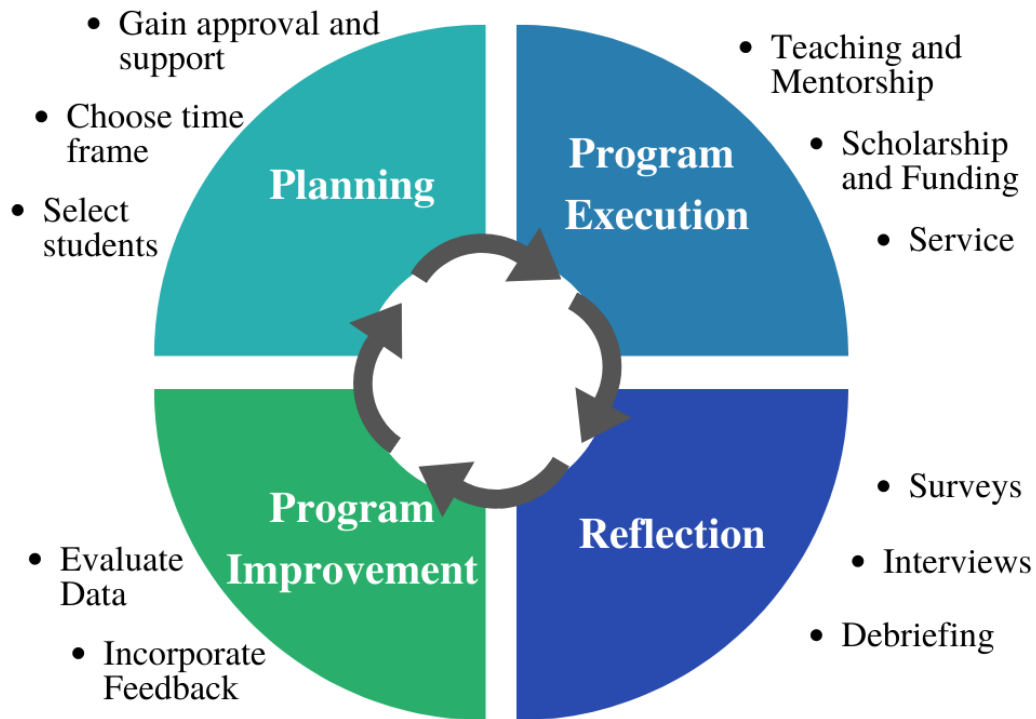 • Gain approval and
support
• Choose time
frame
• Select
students
Planning
Program
Execution
• Teaching and
Mentorship
• Scholarship
and Funding
• Service
Reflection
• Surveys
• Interviews
• Debriefing
Program
Improvement
• Evaluate
Data
• Incorporate
Feedback